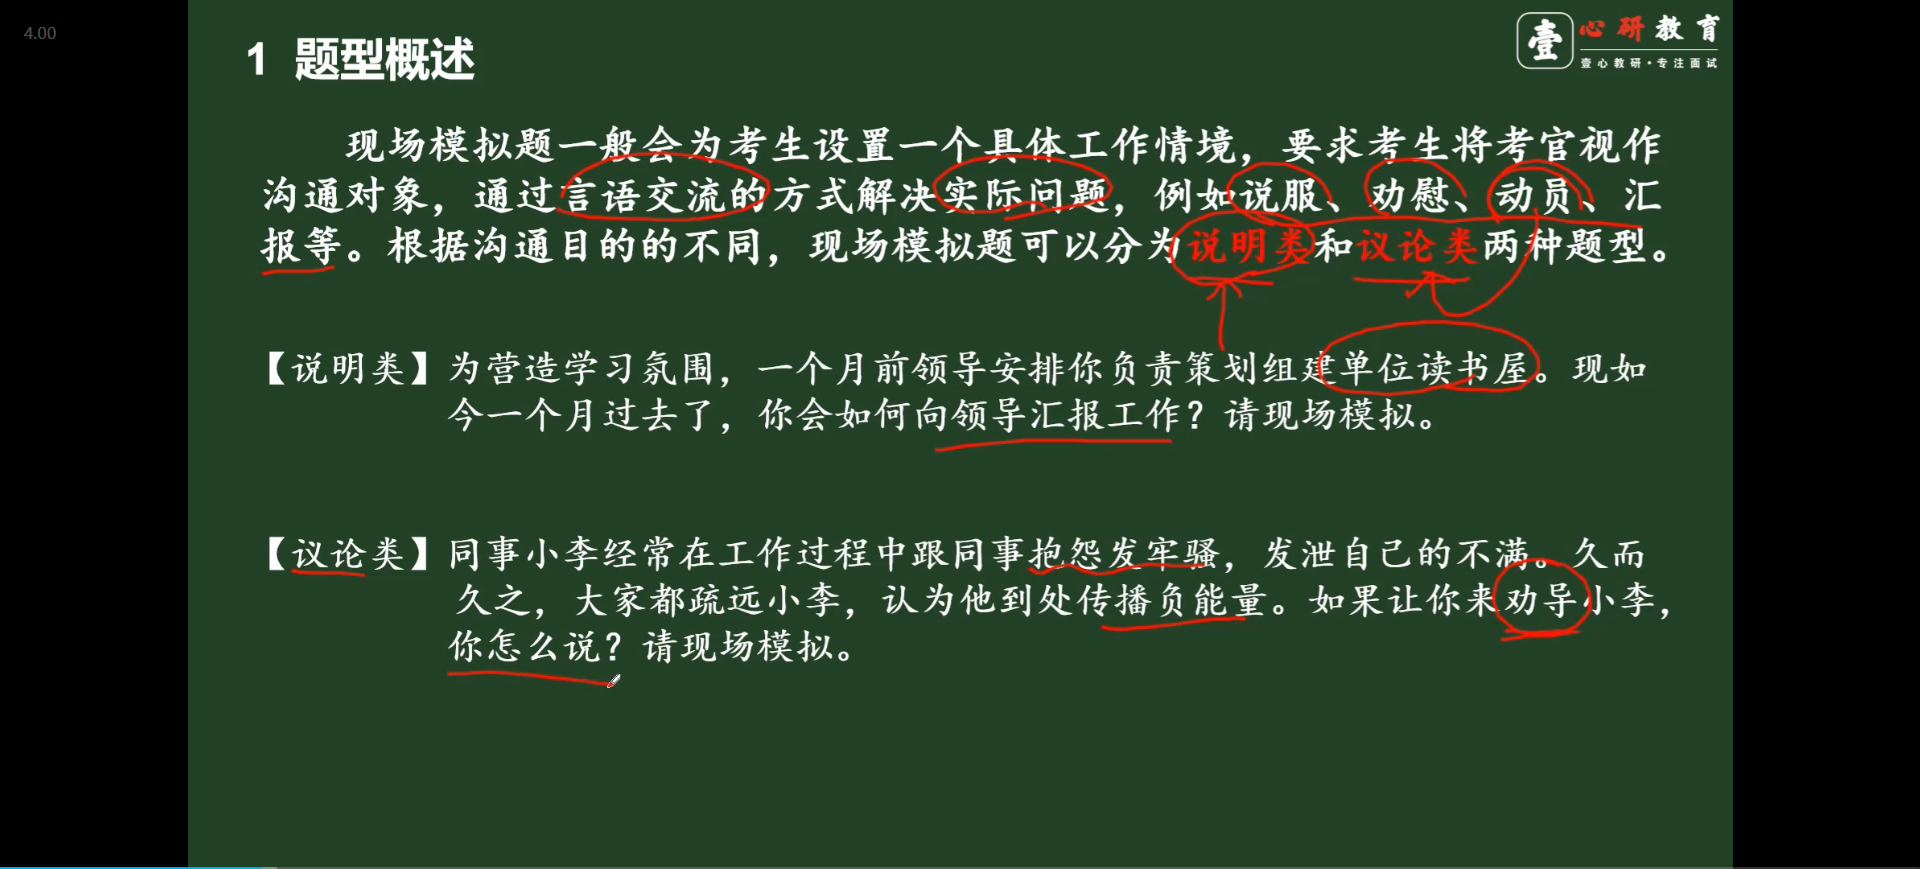 4.00
1 题型概述
壹
心研教育
壹心教研·专注面试
现场模拟题一般会为考生设置一个具体工作情境，要求考生将考官视作
沟通对象，通过言语交流的方式解决实际问题，例如说服、劝慰、动员、汇
报等。根据沟通目的的不同，现场模拟题可以分为说明类和议论类两种题型。
【说明类】为营造学习氛围，一个月前领导安排你负责策划组建单位读书屋。现如
今一个月过去了，你会如何向领导汇报工作？请现场模拟。
【议论类】同事小李经常在工作过程中跟同事抱怨发牢骚，发泄自己的不满。久而
久之，大家都疏远小李，认为他到处传播负能量。如果让你来劝导小李，
你怎么说？请现场模拟。